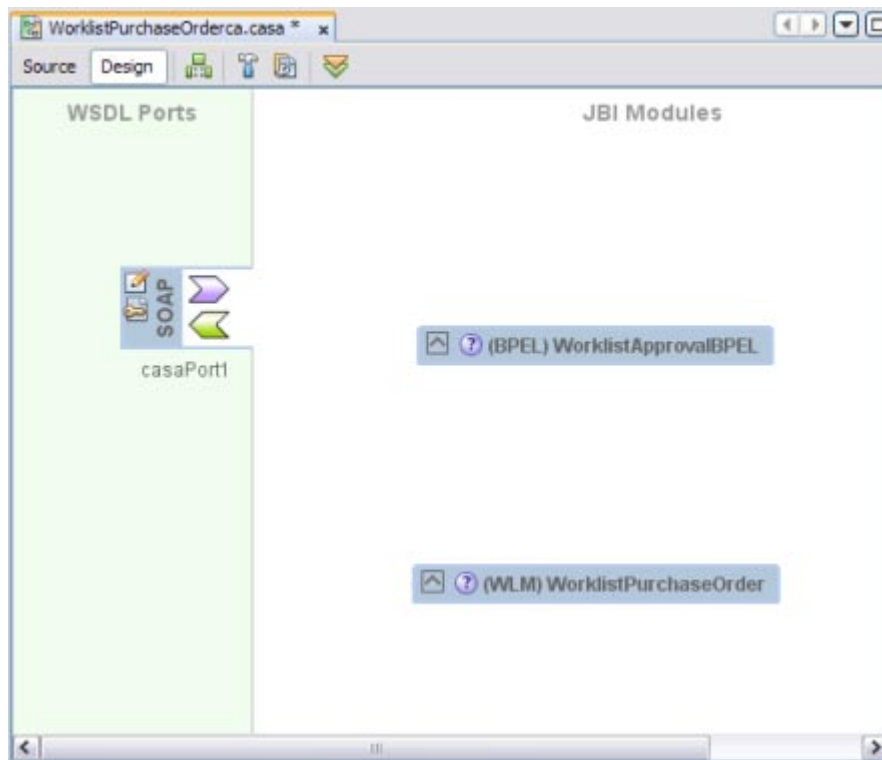 WorklistPurchaseOrderca.casa *
Source Design
WSDL Ports
JBI Modules
SOAP
casaPort1
(BPEL) WorklistApprovalBPEL
(WLM) WorklistPurchaseOrder